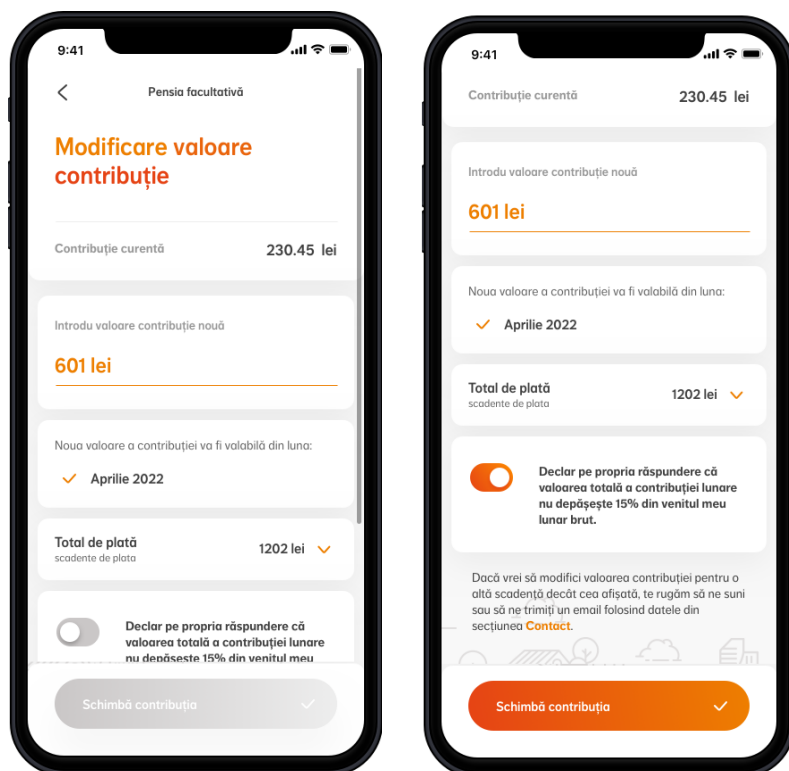 9:41
Pensia facultativă
Modificare valoare
contribuție
Contribuție curentă 230.45 lei
Introdu valoare contribuție nouă
601 lei
Noua valoare a contribuției va fi valabilă din luna:
Aprilie 2022
Total de plată
scadente de plata
1202 lei
Declar pe propria răspundere că
valoarea totală a contribuției lunare
nu depășește 15% din venitul meu
Schimbă contribuția
9:41
Contribuție curentă 230.45 lei
Introdu valoare contribuție nouă
601 lei
Noua valoare a contribuției va fi valabilă din luna:
Aprilie 2022
Total de plată
scadente de plata
1202 lei
Declar pe propria răspundere că
valoarea totală a contribuției lunare
nu depășește 15% din venitul meu
lunar brut.
Dacă vrei să modifici valoarea contribuției pentru o
altă scadență decât cea afișată, te rugăm să ne suni
sau să ne trimiți un email folosind datele din
secțiunea Contact.
Schimbă contribuția